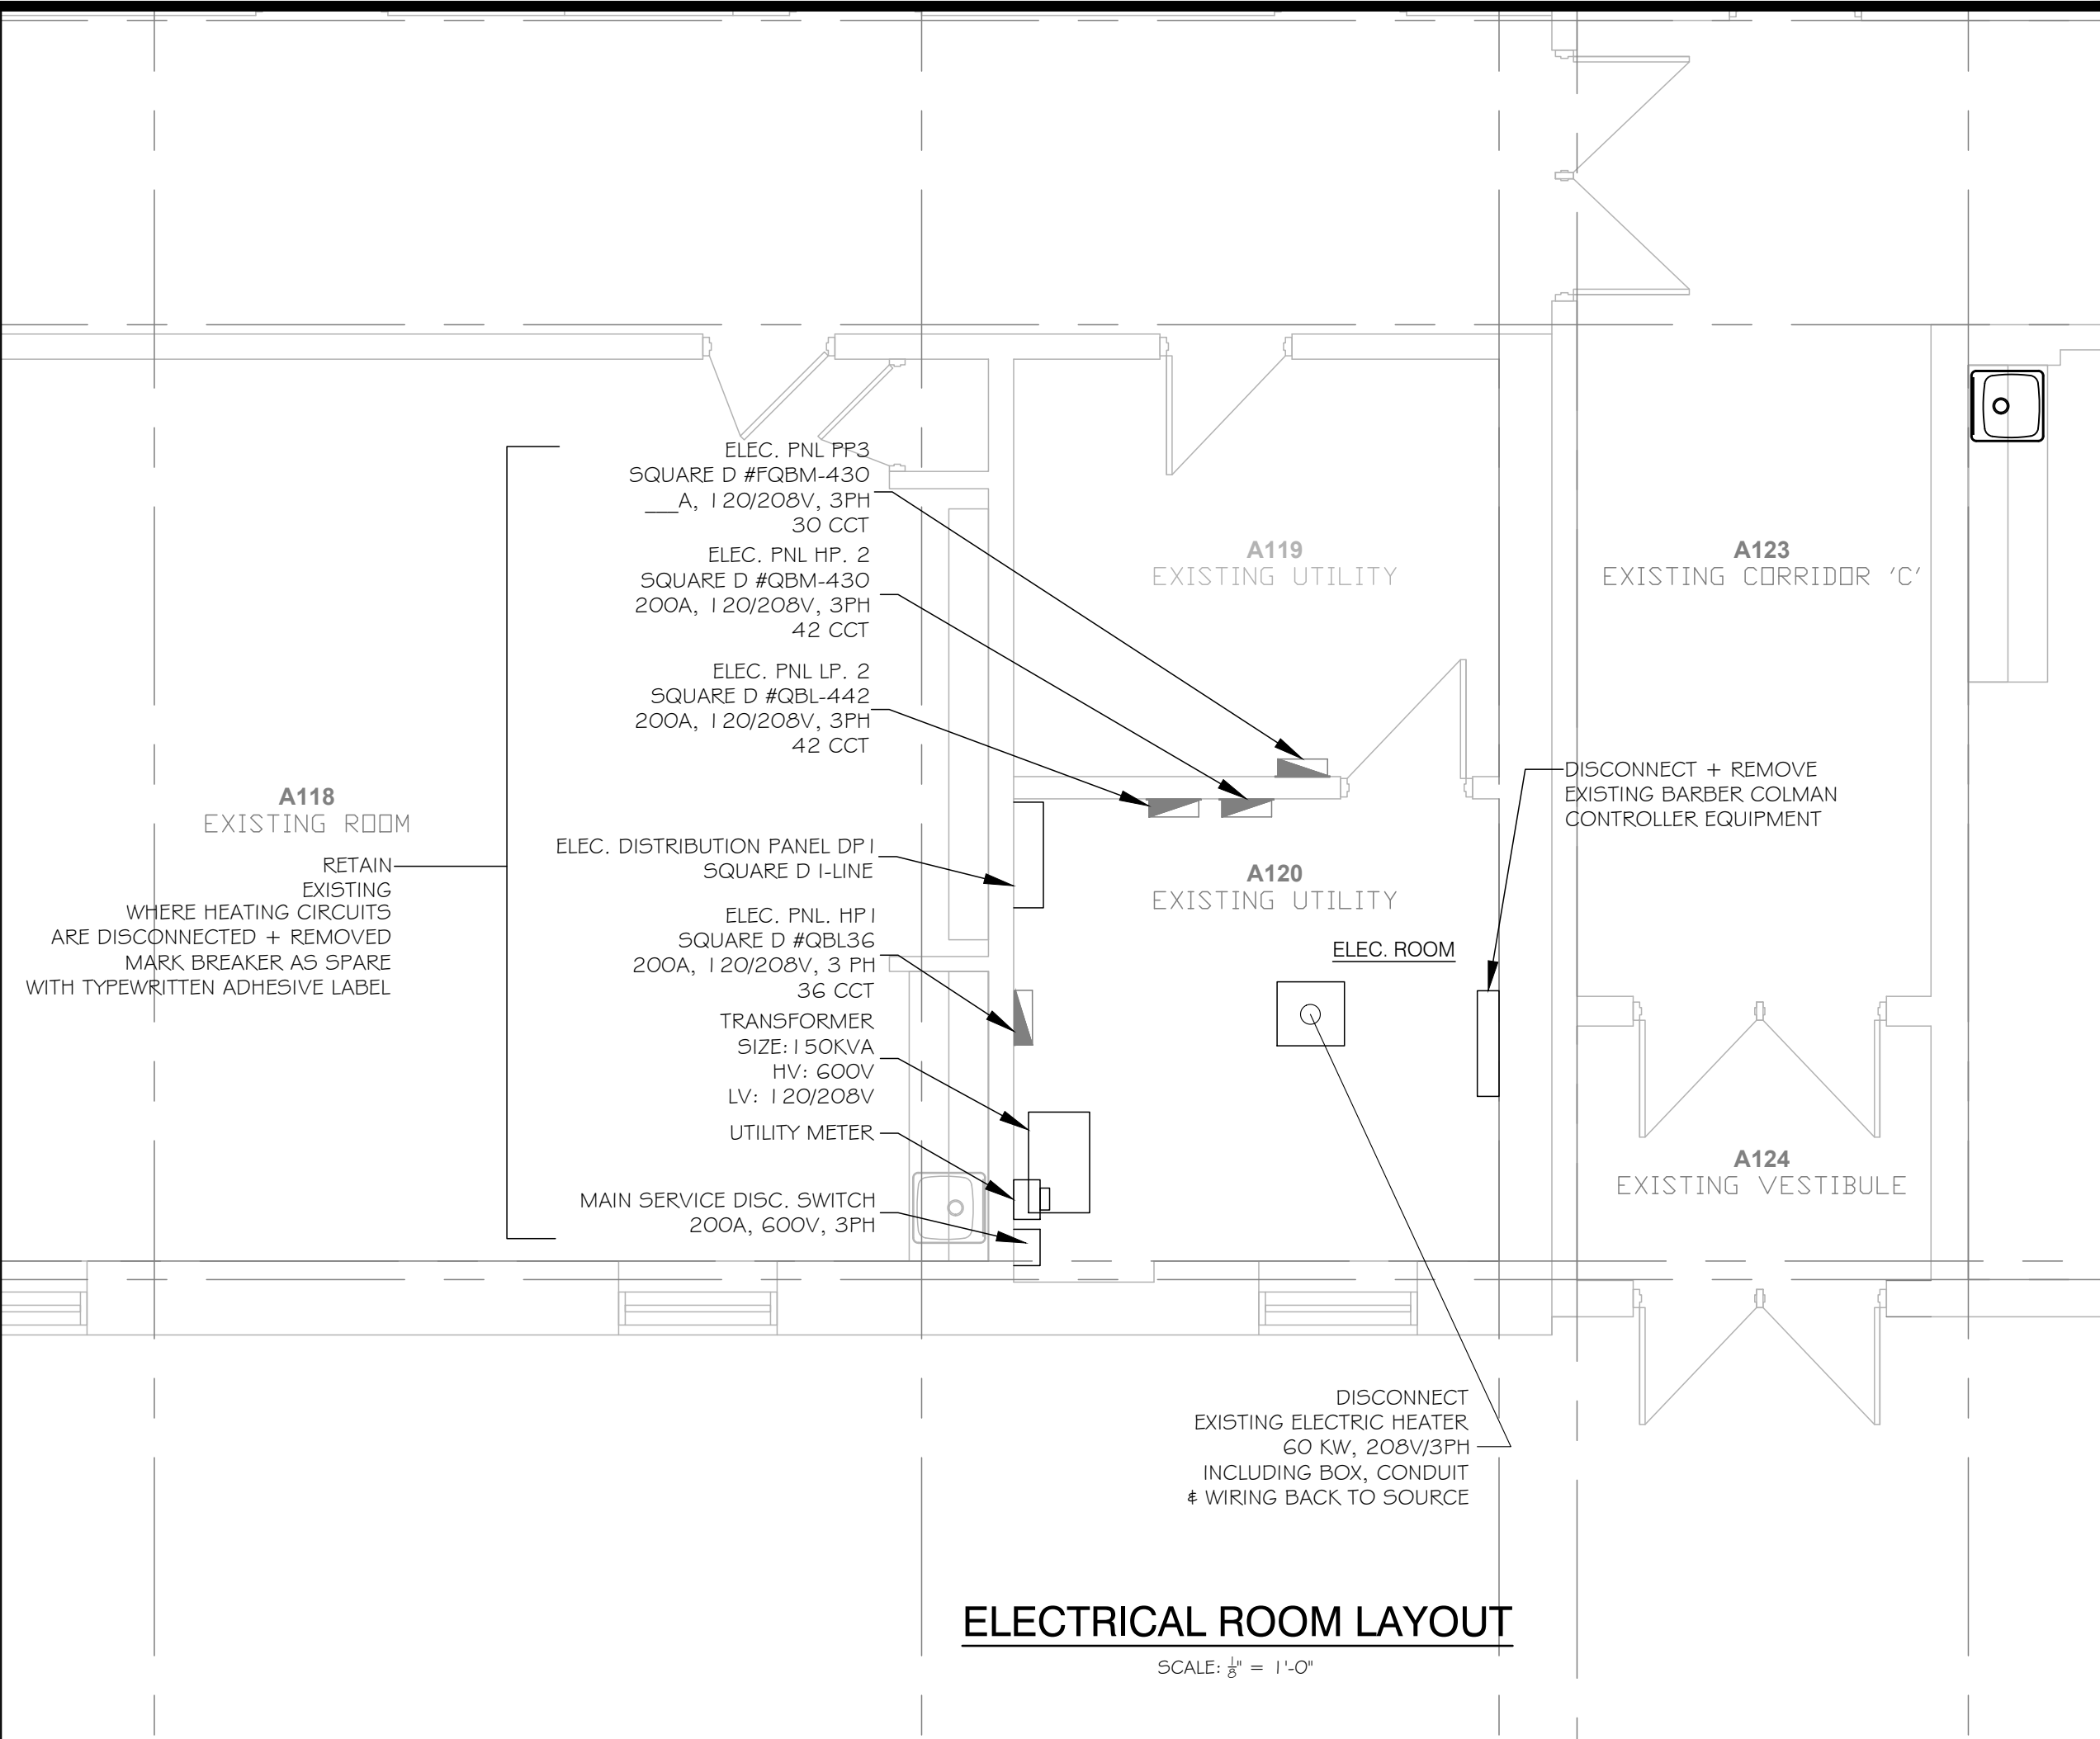 ELEC. PNL PP3
SQUARE D #FQBM-430
___A, 120/208V, 3PH
30 CCT
ELEC. PNL HP. 2
SQUARE D #QBM-430
200A, 120/208V, 3PH
42 CCT
ELEC. PNL LP. 2
SQUARE D #QBL-442
200A, 120/208V, 3PH
42 CCT
A118
EXISTING ROOM
RETAIN
EXISTING
WHERE HEATING CIRCUITS
ARE DISCONNECTED + REMOVED
MARK BREAKER AS SPARE
WITH TYPEWRITTEN ADHESIVE LABEL
ELEC. DISTRIBUTION PANEL DP1
SQUARE D I-LINE
ELEC. PNL. HP1
SQUARE D #QBL36
200A, 120/208V, 3 PH
36 CCT
TRANSFORMER
SIZE:150KVA
HV: 600V
LV: 120/208V
UTILITY METER
MAIN SERVICE DISC. SWITCH
200A, 600V, 3PH
A119
EXISTING UTILITY
A120
EXISTING UTILITY
ELEC. ROOM
A123
EXISTING CORRIDOR 'C'
DISCONNECT + REMOVE
EXISTING BARBER COLMAN
CONTROLLER EQUIPMENT
A124
EXISTING VESTIBULE
DISCONNECT
EXISTING ELECTRIC HEATER
60 KW, 208V/3PH
INCLUDING BOX, CONDUIT
& WIRING BACK TO SOURCE
ELECTRICAL ROOM LAYOUT
SCALE: 1/8" = 1'-0"